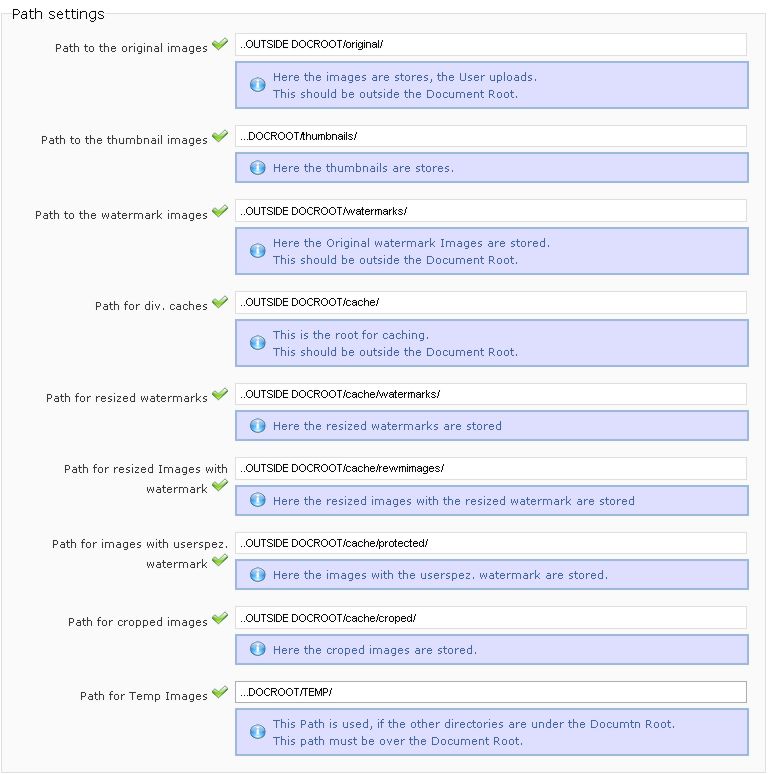 Path settings
Path to the original images
..OUTSIDE DOCROOT/original/
Here the images are stores, the User uploads.
This should be outside the Document Root.
Path to the thumbnail images
...DOCROOT/thumbnails/
Here the thumbnails are stores.
Path to the watermark images
..OUTSIDE DOCROOT/watermarks/
Here the Original watermark Images are stored.
This should be outside the Document Root.
Path for div. caches
..OUTSIDE DOCROOT/cache/
This is the root for caching.
This should be outside the Document Root.
Path for resized watermarks
..OUTSIDE DOCROOT/cache/watermarks/
Here the resized watermarks are stored
Path for resized Images with
watermark
..OUTSIDE DOCROOT/cache/rewmimages/
Here the resized images with the resized watermark are stored
Path for images with userspez.
watermark
..OUTSIDE DOCROOT/cache/protected/
Here the images with the userspez. watermark are stored.
Path for cropped images
..OUTSIDE DOCROOT/cache/croped/
Here the croped images are stored.
Path for Temp Images
...DOCROOT/TEMP/
This Path is used, if the other directories are under the Documtn Root.
This path must be over the Document Root.